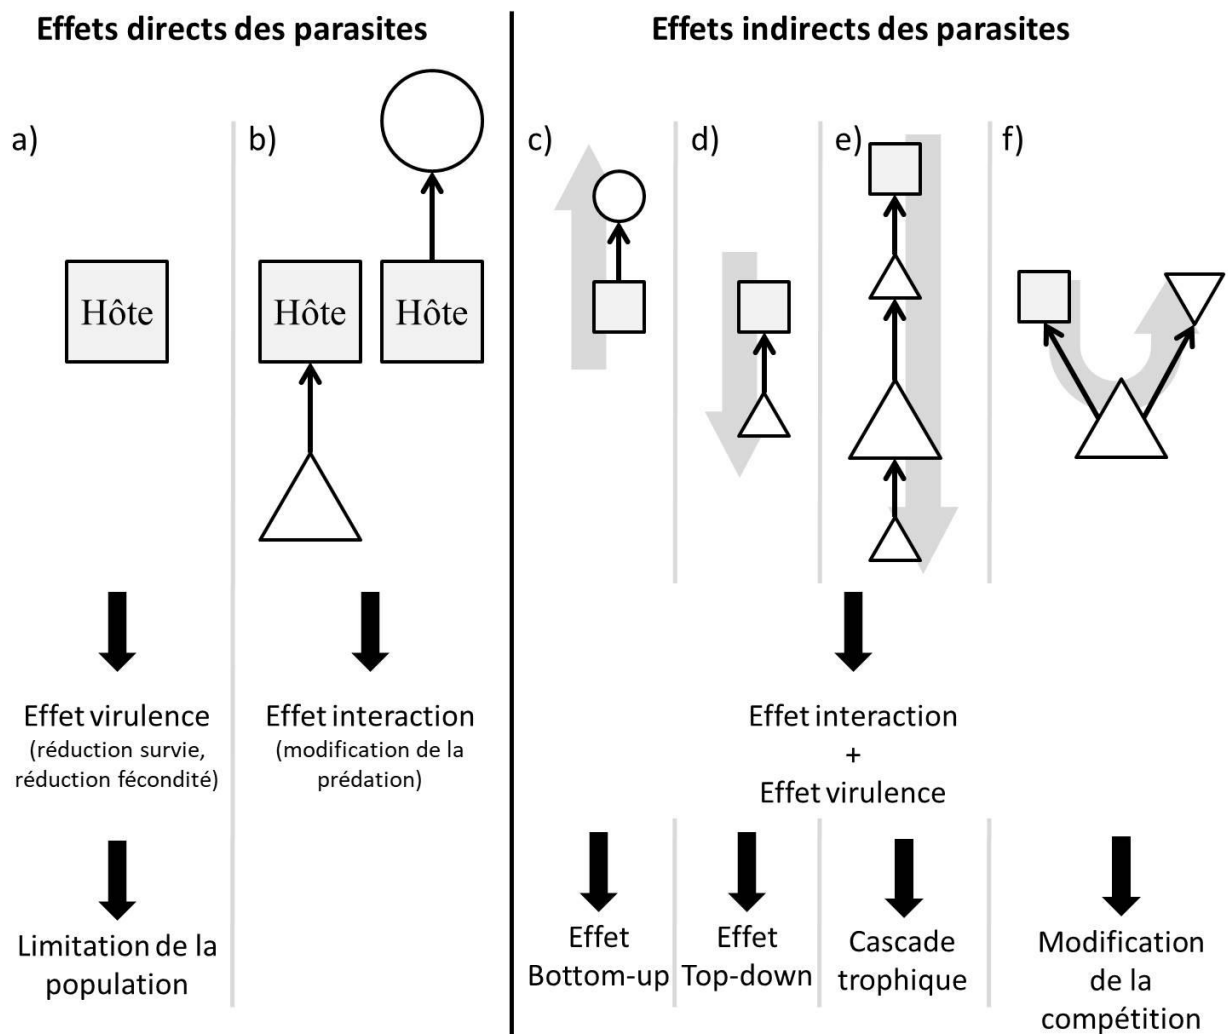 Effets directs des parasites
Effets indirects des parasites
a)
b)
c)
d)
e)
f)
Hôte
Hôte
Hôte
Effet virulence
(réduction survie,
réduction fécondité)
Effet interaction
(modification de la
prédation)
Effet interaction
+
Effet virulence
Limitation de la
population
Effet
Bottom-up
Effet
Top-down
Cascade
trophique
Modification
de la
compétition